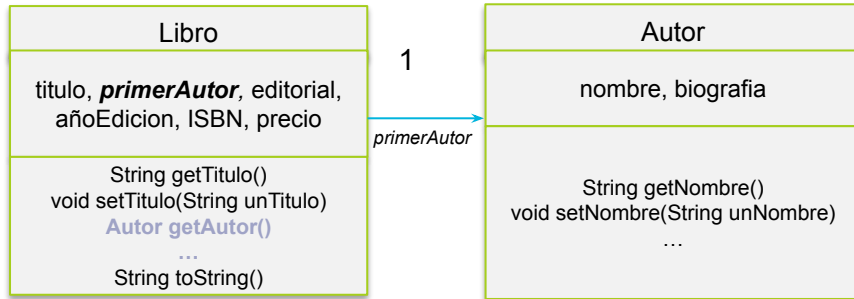 Libro
titulo, primerAutor, editorial,
añoEdicion, ISBN, precio
String getTitulo()
void setTitulo(String unTitulo)
Autor getAutor()
...
String toString()
1
primerAutor
Autor
nombre, biografia
String getNombre()
void setNombre(String unNombre)
...